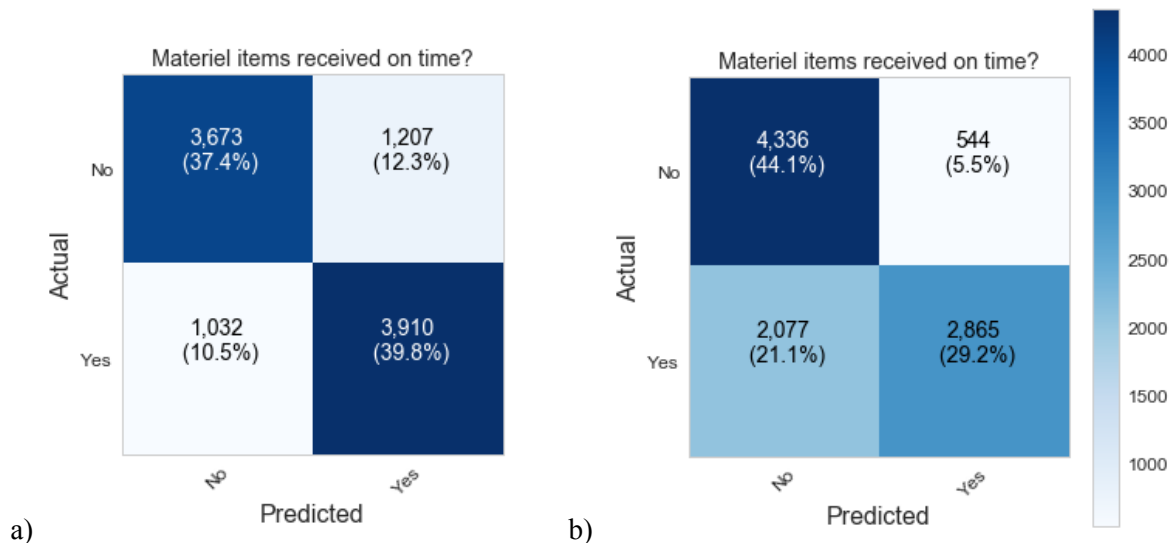 Materiel items received on time?
3,673
(37.4%)
1,207
(12.3%)
No
1,032
(10.5%)
3,910
(39.8%)
Yes
Actual
No
Yes
Predicted
a)
Materiel items received on time?
4,336
(44.1%)
544
(5.5%)
No
2,077
(21.1%)
2,865
(29.2%)
Yes
Actual
No
Yes
Predicted
b)
4000
3500
3000
2500
2000
1500
1000